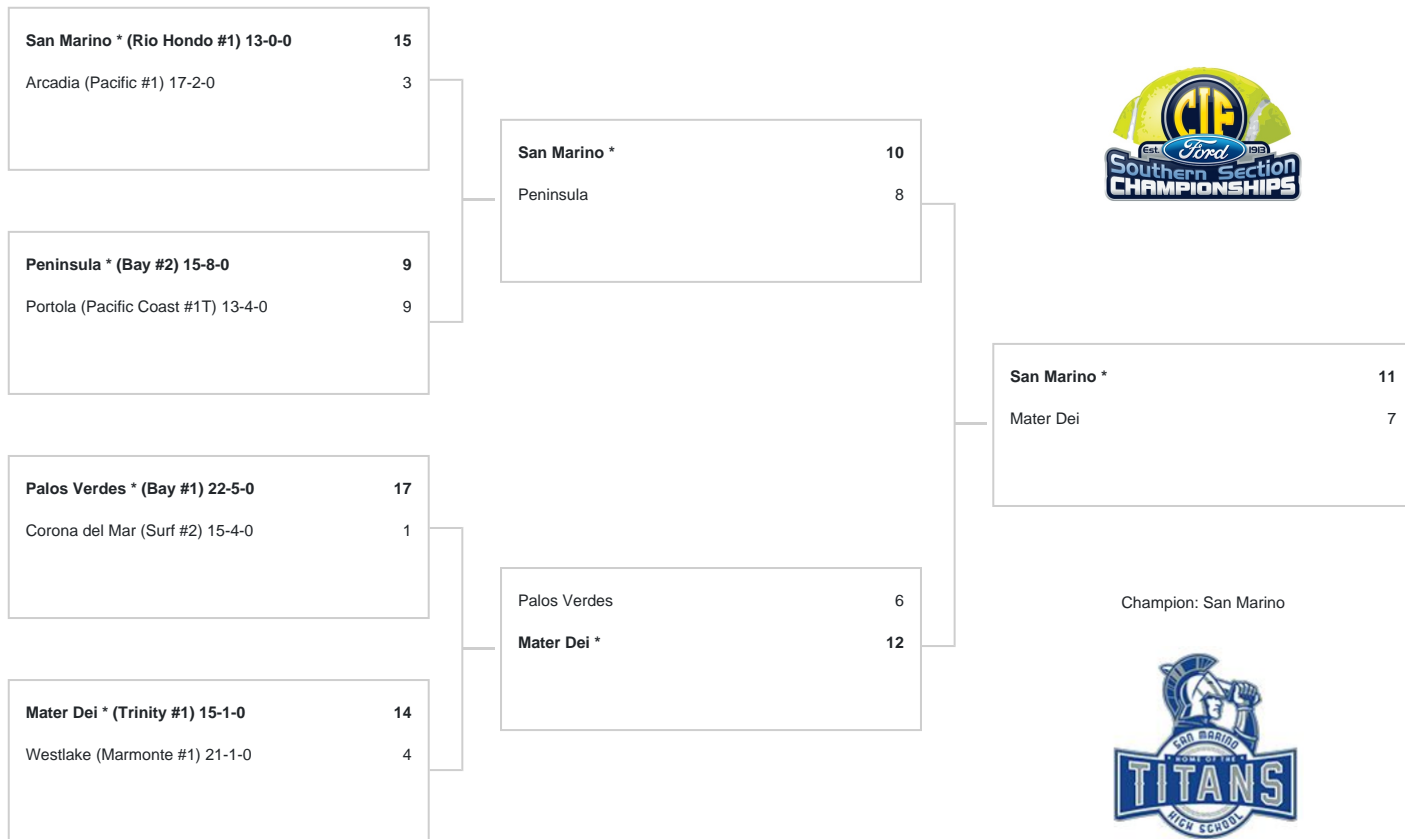 San Marino * (Rio Hondo #1) 13-0-0 15
Arcadia (Pacific #1) 17-2-0 3
Peninsula * (Bay #2) 15-8-0 9
Portola (Pacific Coast #1T) 13-4-0 9
Palos Verdes * (Bay #1) 22-5-0 17
Corona del Mar (Surf #2) 15-4-0 1
Mater Dei * (Trinity #1) 15-1-0 14
Westlake (Marmonte #1) 21-1-0 4
San Marino * 10
Peninsula 8
Palos Verdes 6
Mater Dei * 12
CIF
Est. Ford 1913
Southern Section
CHAMPIONSHIPS
San Marino * 11
Mater Dei 7
Champion: San Marino
SAN MARINO
HOME OF THE
TITANS
HIGH SCHOOL